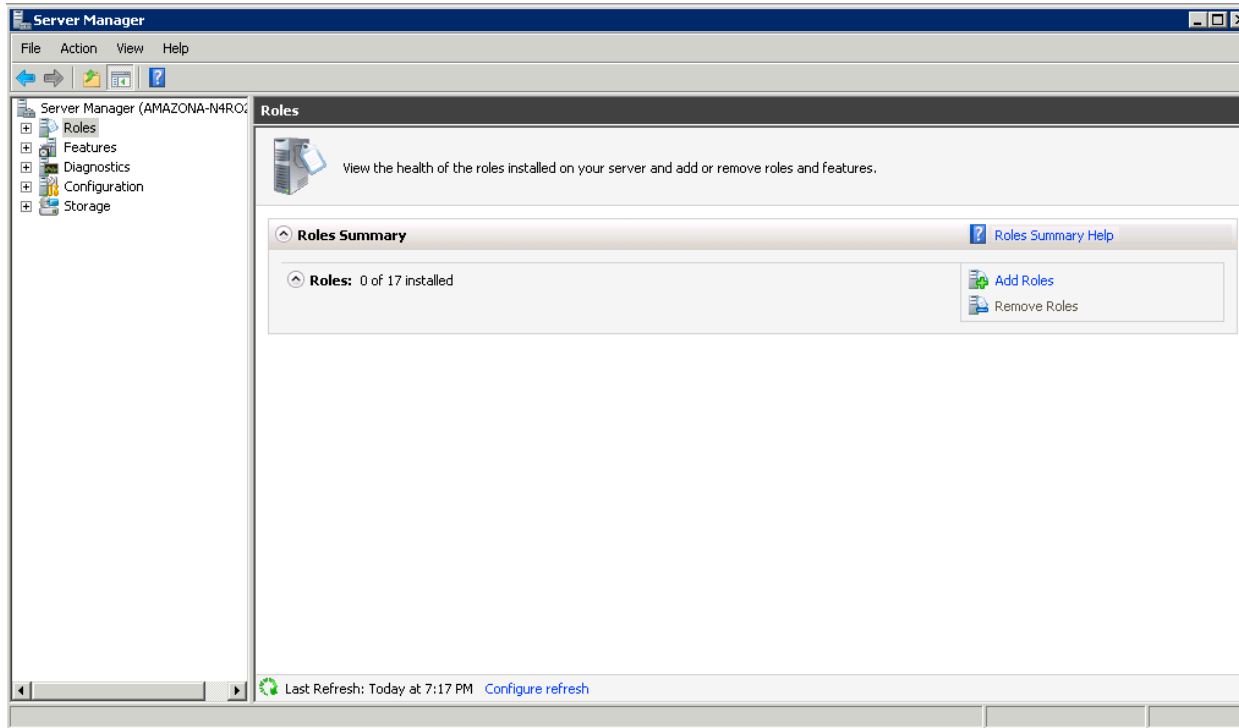 Server Manager
File Action View Help
Server Manager (AMAZONA-N4RO2
Roles
Features
Diagnostics
Configuration
Storage
Roles
View the health of the roles installed on your server and add or remove roles and features.
Roles Summary
Roles Summary Help
Roles: 0 of 17 installed
Add Roles
Remove Roles
Last Refresh: Today at 7:17 PM Configure refresh